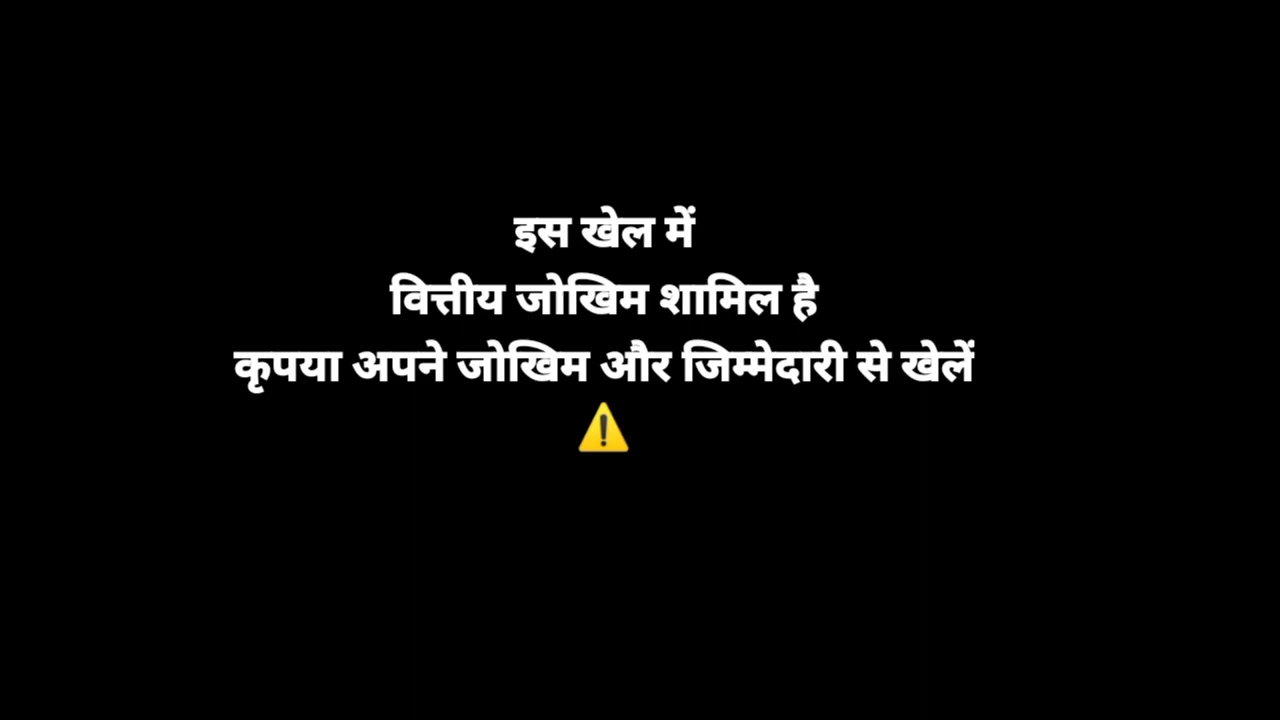 इस खेल में
वित्तीय जोखिम शामिल है
कृपया अपने जोखिम और जिम्मेदारी से खेलें
⚠️